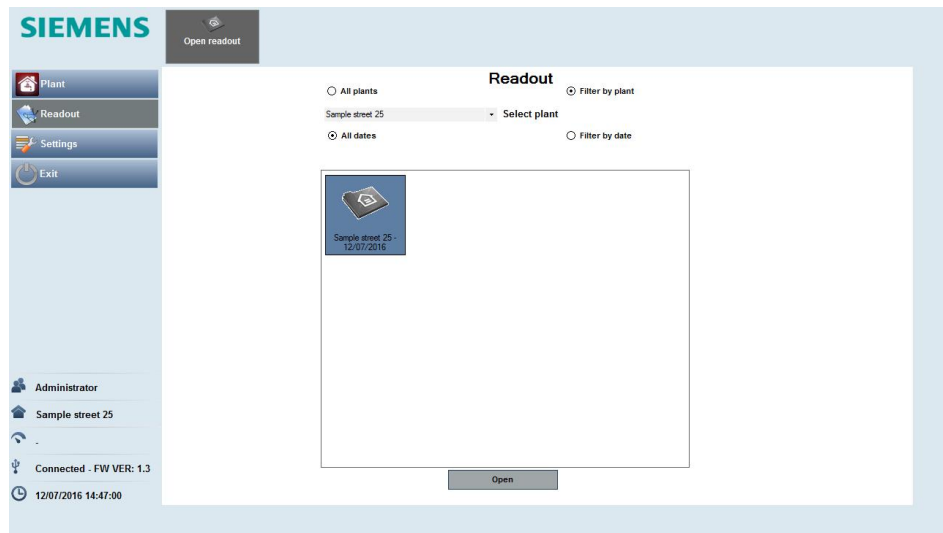 SIEMENS
Open readout
Plant
Readout
Settings
Exit
Readout
All plants
Filter by plant
Sample street 25
Select plant
All dates
Filter by date
Sample street 25 -
12/07/2016
Open
Administrator
Sample street 25
-
Connected - FW VER: 1.3
12/07/2016 14:47:00